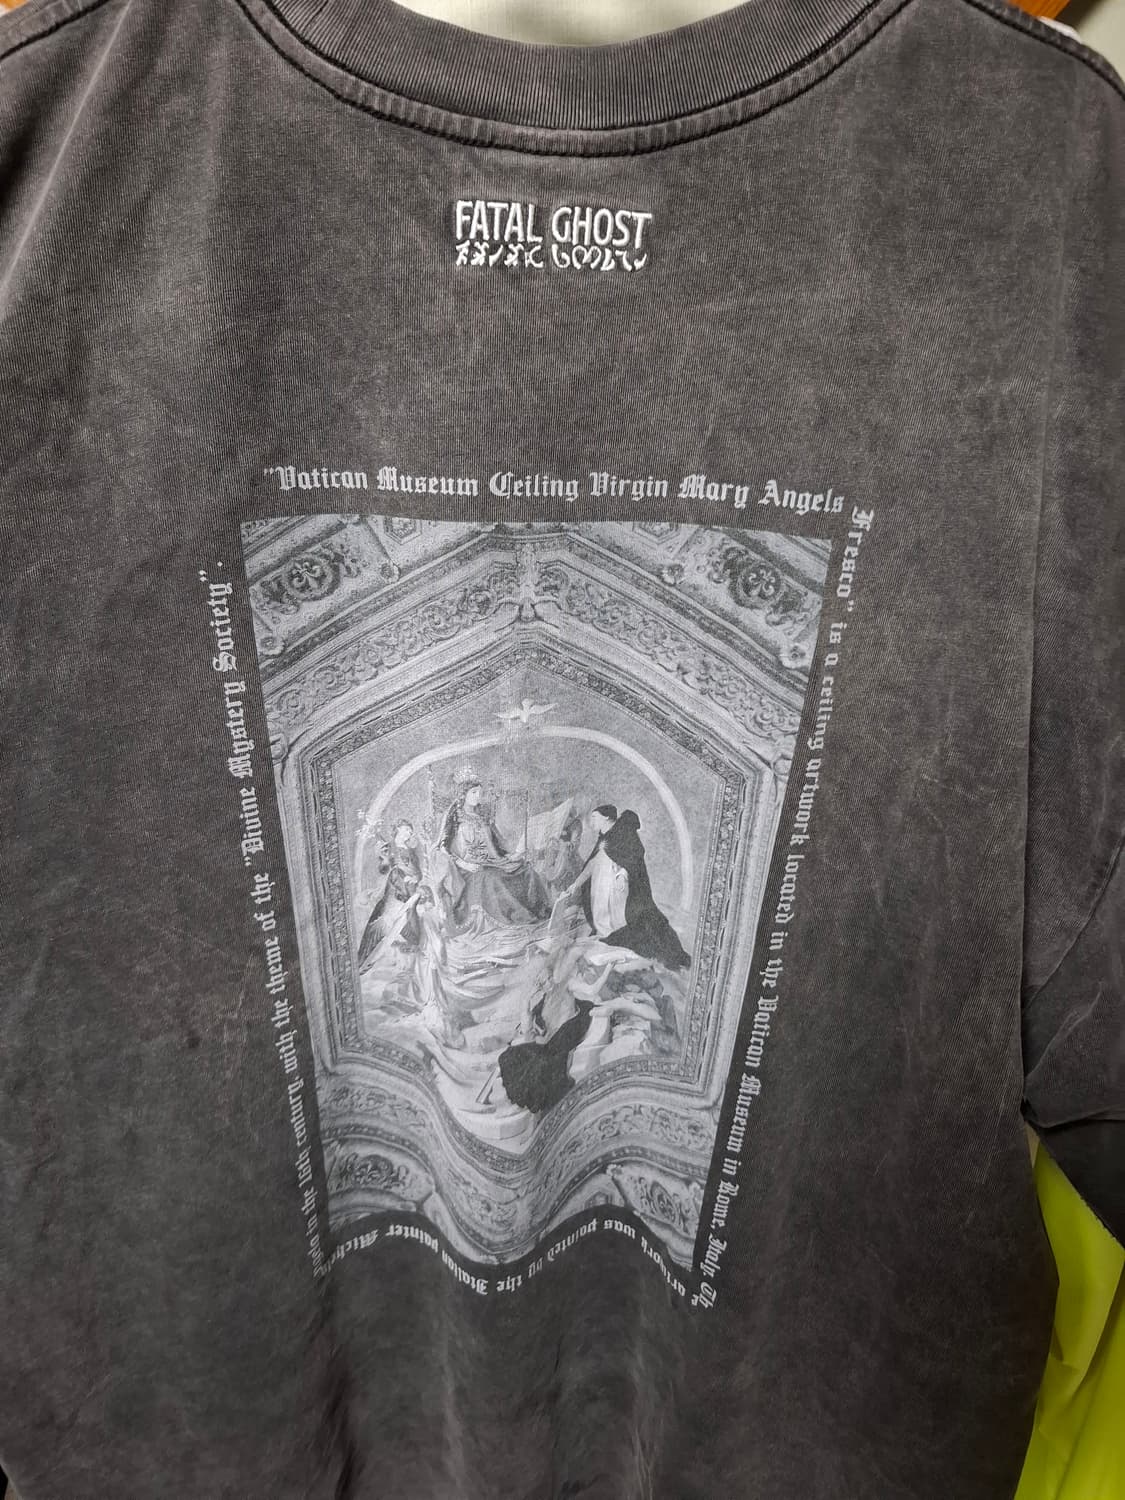 FATAL GHOST
"Vatican Museum Ceiling Virgin Mary Angels
Fresco" is a ceiling artwork located in the Vatican Museum in Rome, Italy. The
artwork was painted by the Italian painter
in the 16th century, with the theme of the "Divine Mystery Society".